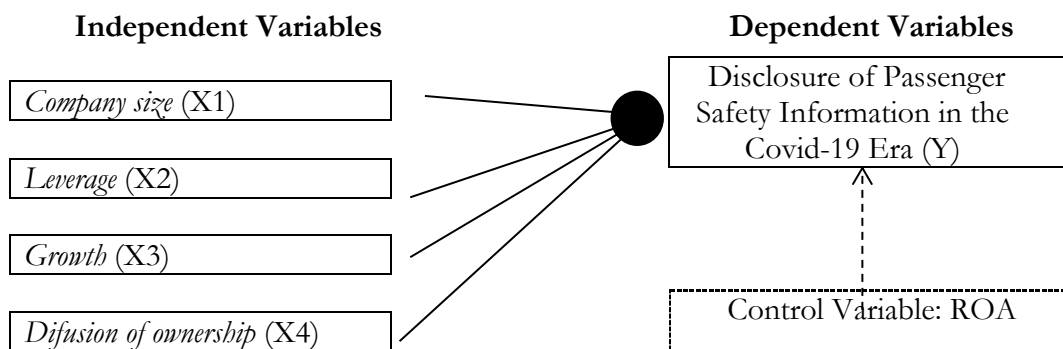 Independent Variables
Company size (X1)
Leverage (X2)
Growth (X3)
Difusion of ownership (X4)
Dependent Variables
Disclosure of Passenger
Safety Information in the
Covid-19 Era (Y)
Control Variable: ROA